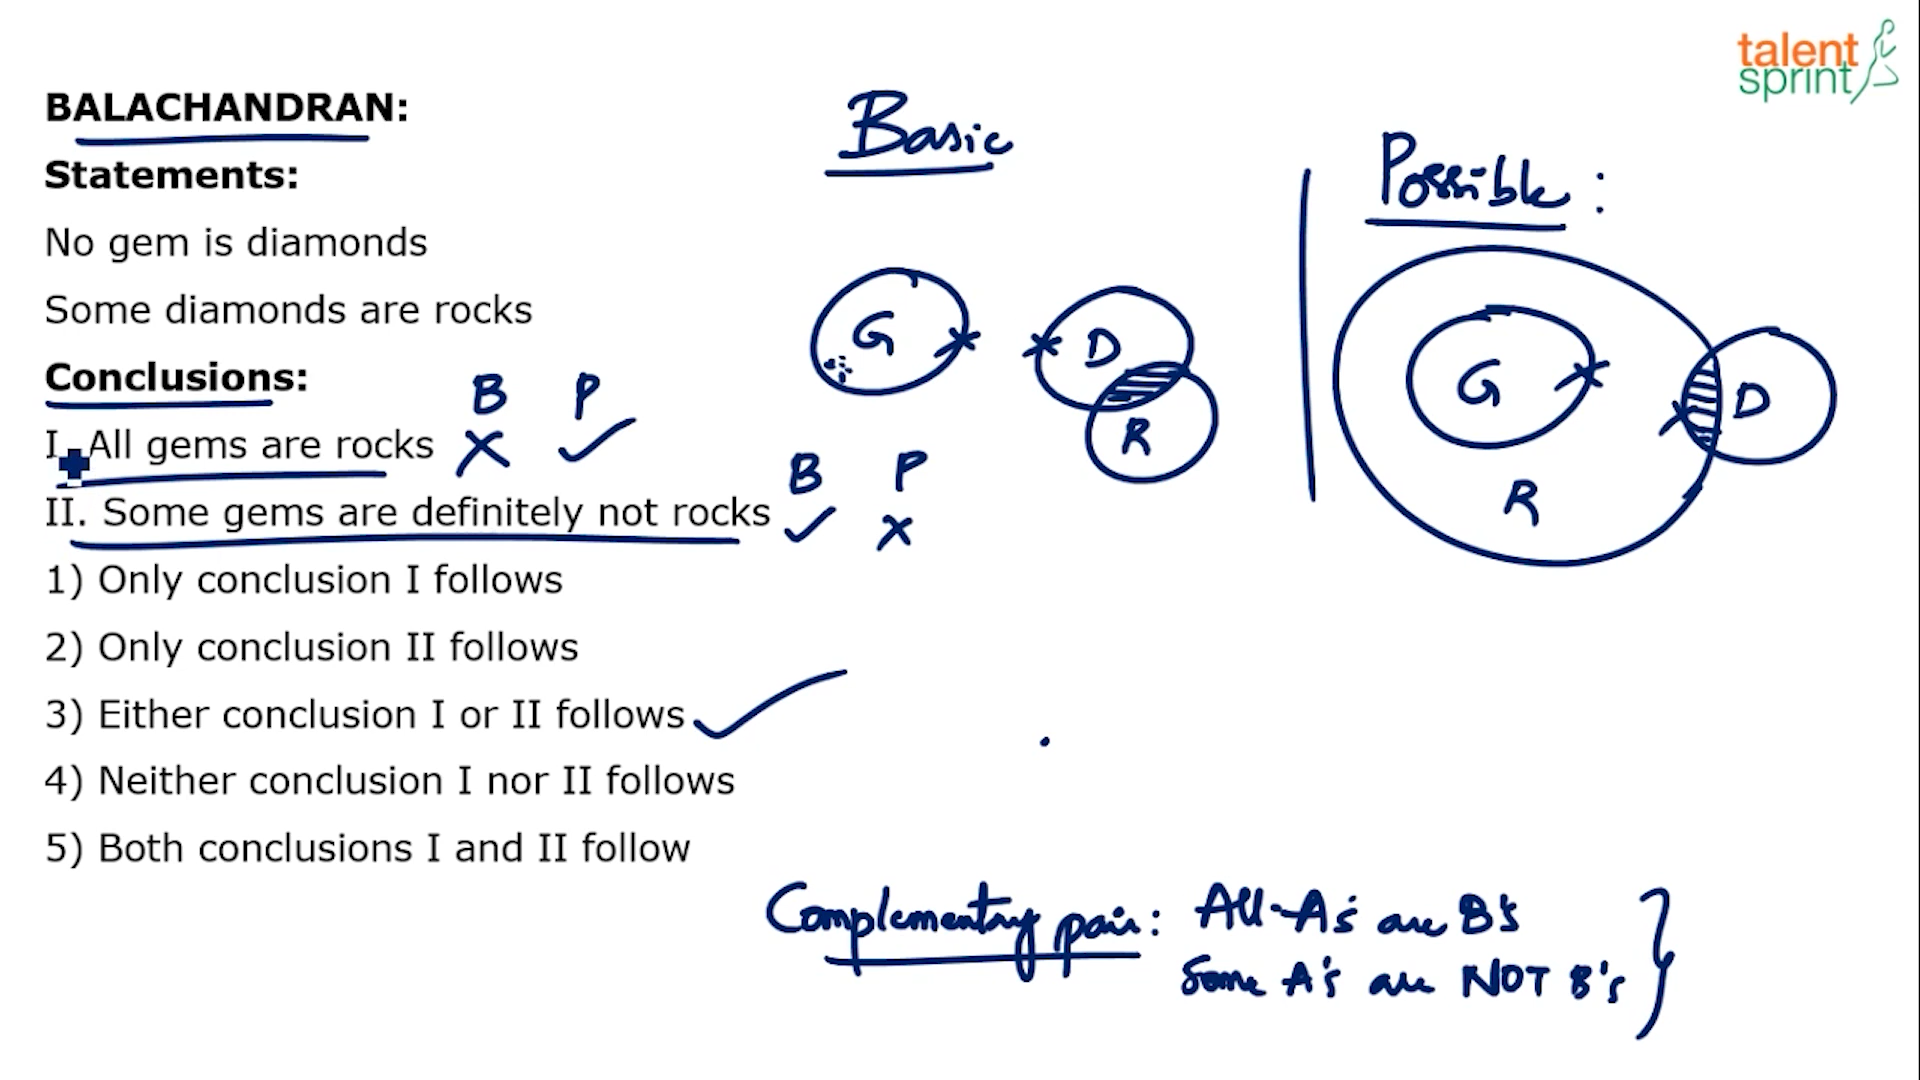 talent
sprint
BALACHANDRAN:
Statements:
No gem is diamonds
Some diamonds are rocks
Conclusions:
B P
I. All gems are rocks
B P
II. Some gems are definitely not rocks
1) Only conclusion I follows
2) Only conclusion II follows
3) Either conclusion I or II follows
4) Neither conclusion I nor II follows
5) Both conclusions I and II follow
Basic
G D
R
Possible:
G D
R
Complementry pair: All A's are B's
Some A's are NOT B's